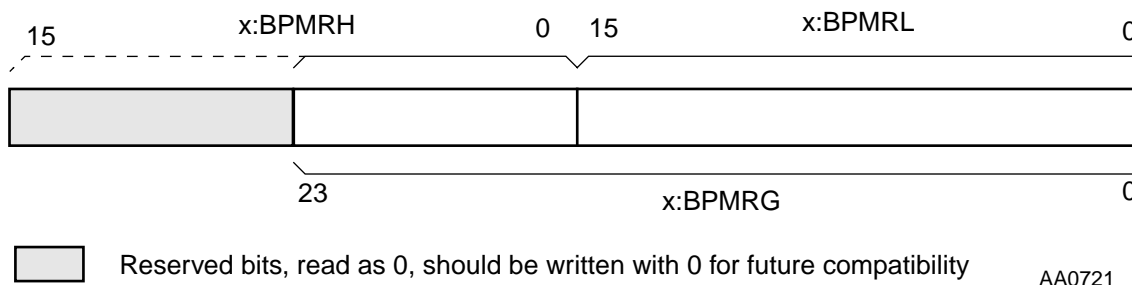 15 x:BPMRH 0 15 x:BPMRL 0
23 x:BPMRG 0
Reserved bits, read as 0, should be written with 0 for future compatibility
AA0721